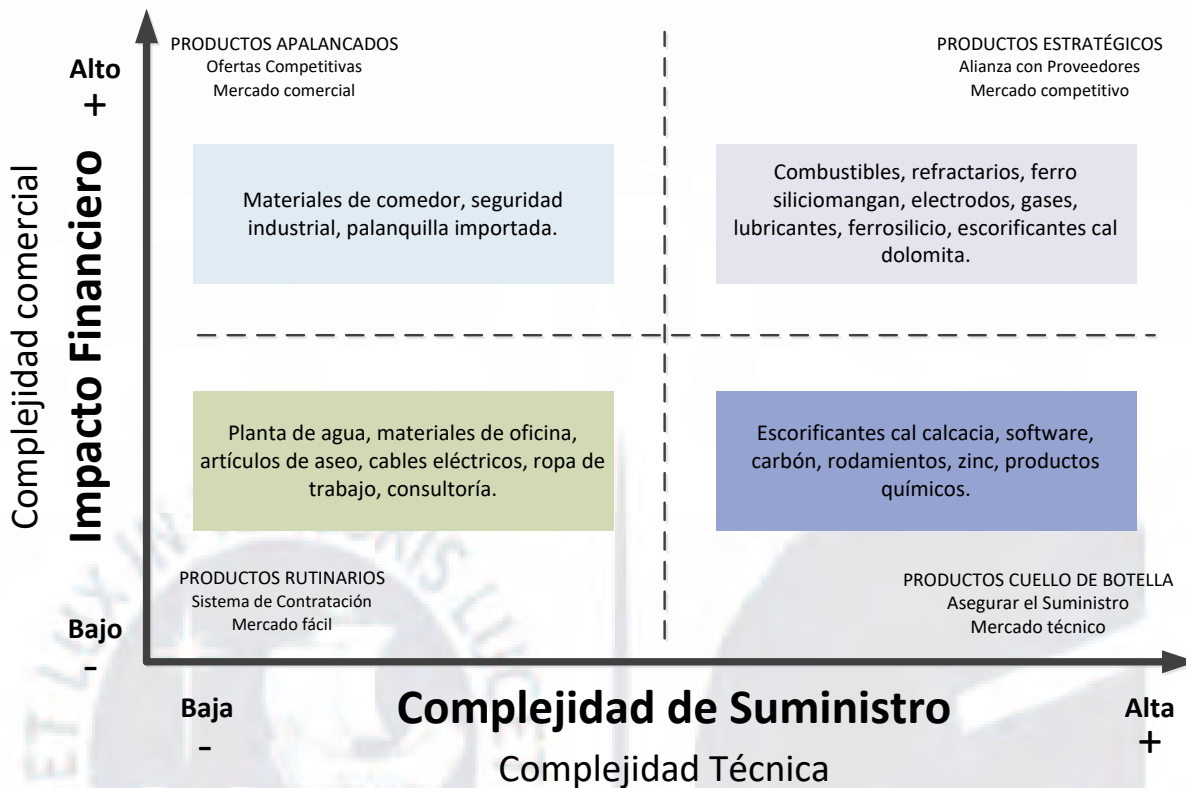 PRODUCTOS APALANCADOS
Ofertas Competitivas
Mercado comercial
PRODUCTOS ESTRATÉGICOS
Alianza con Proveedores
Mercado competitivo
Alto
+
Complejidad comercial
Impacto Financiero
Materiales de comedor, seguridad
industrial, palanquilla importada.
Combustibles, refractarios, ferro
siliciomangan, electrodos, gases,
lubricantes, ferrosilicio, escorificantes cal
dolomita.
Planta de agua, materiales de oficina,
artículos de aseo, cables eléctricos, ropa de
trabajo, consultoría.
Escorificantes cal calcacia, software,
carbón, rodamientos, zinc, productos
químicos.
PRODUCTOS RUTINARIOS
Sistema de Contratación
Mercado fácil
PRODUCTOS CUELLO DE BOTELLA
Asegurar el Suministro
Mercado técnico
Bajo
-
Baja
-
Complejidad de Suministro
Alta
+
Complejidad Técnica
ET LUX IN